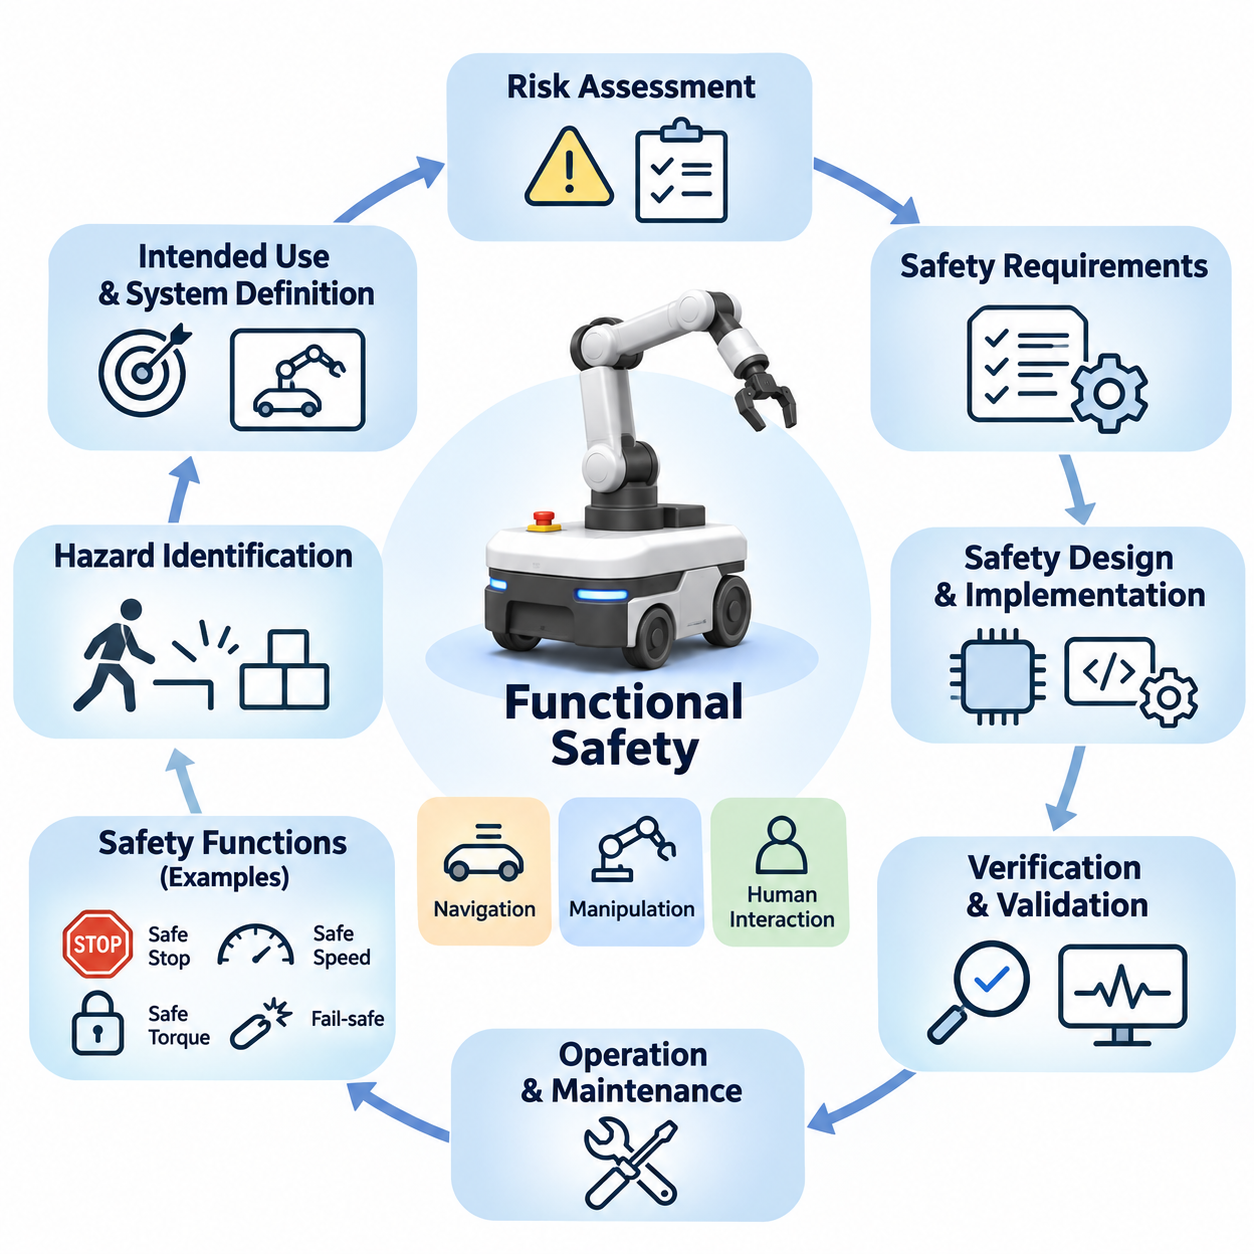 Risk Assessment
Intended Use
& System Definition
Safety Requirements
Hazard Identification
Safety Design
& Implementation
Functional
Safety
Safety Functions
(Examples)
STOP
Safe
Stop
Safe
Speed
Safe
Torque
Fail-safe
Navigation
Manipulation
Human
Interaction
Verification
& Validation
Operation
& Maintenance